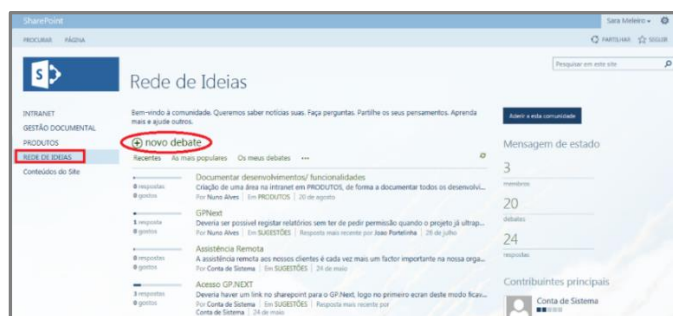 SharePoint
Sara Meleiro
PROCURAR PÁGINA
PARTILHAR SEGUIR
S
Rede de Ideias
Pesquisar em este site
INTRANET
GESTÃO DOCUMENTAL
PRODUTOS
REDE DE IDEIAS
Conteúdos do Site
Bem-vindo à comunidade. Queremos saber notícias suas. Faça perguntas. Partilhe os seus pensamentos. Aprenda
mais e ajude outros.
novo debate
Recentes As mais populares Os meus debates ...
Documentar desenvolvimentos/ funcionalidades
0 respostas
Criação de uma área na intranet em PRODUTOS, de forma a documentar todos os desenvolvi...
0 gostos
Por Nuno Alves | Em PRODUTOS | 20 de agosto
GPNext
1 resposta
Deveria ser possivel registar relatórios sem ter de pedir permissão quando o projeto já ultrap...
0 gostos
Por Nuno Alves | Em SUGESTÕES | Resposta mais recente por Joao Portelinha | 28 de julho
Assistência Remota
0 respostas
A assistência remota aos nossos clientes é cada vez mais um factor importante na nossa orga...
0 gostos
Por Conta de Sistema | Em SUGESTÕES | 24 de maio
Acesso GP.NEXT
3 respostas
Deveria haver um link no sharepoint para o GP.Next, logo no primeiro ecran deste modo ficav...
0 gostos
Por Conta de Sistema | Em SUGESTÕES | Resposta mais recente por
Conta de Sistema | 24 de maio
Aderir a esta comunidade
Mensagem de estado
3
membros
20
debates
24
respostas
Contribuintes principais
Conta de Sistema